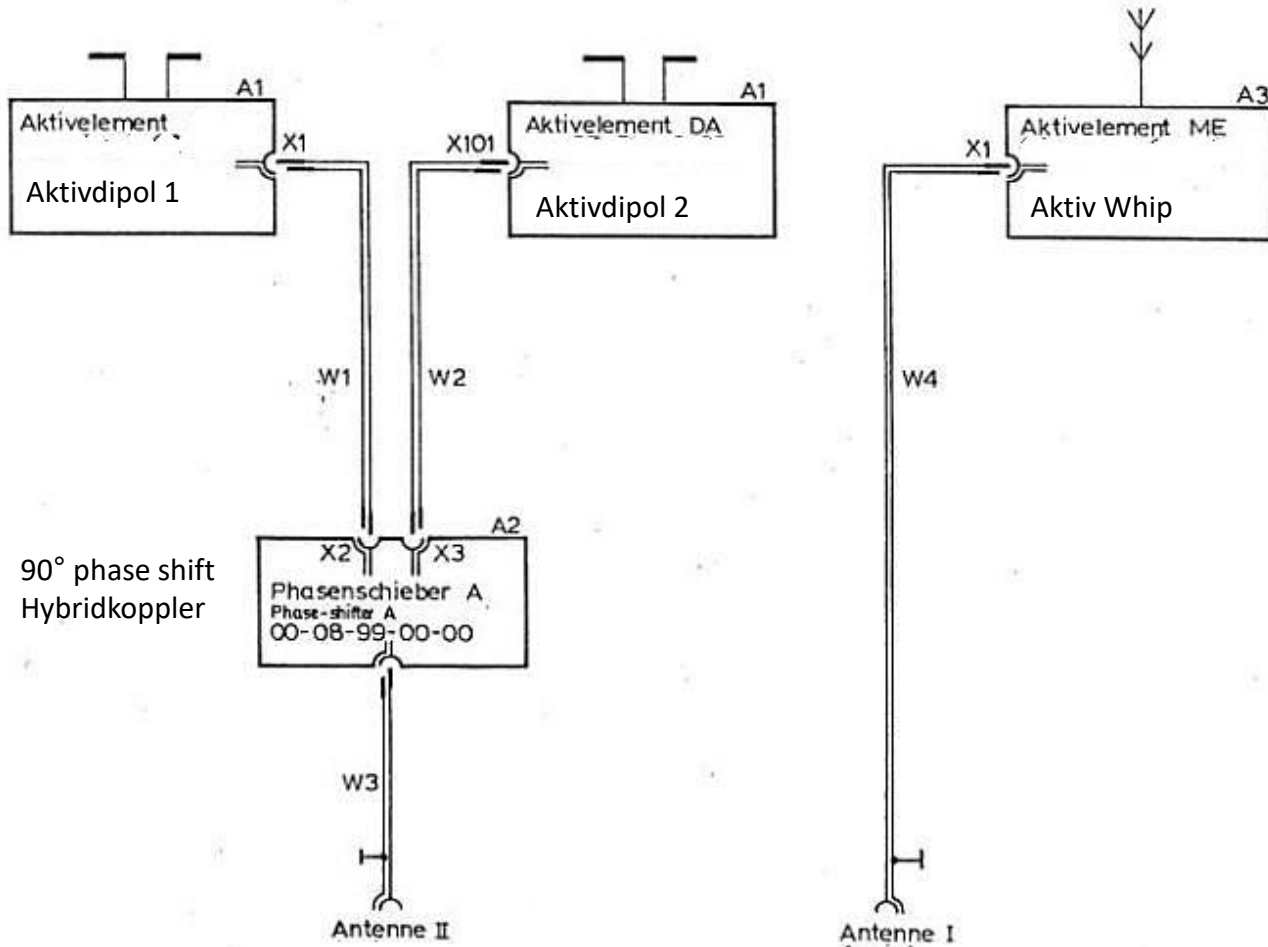 A1
Aktivelement
X1
Aktivdipol 1
A1
Aktivelement DA
X101
Aktivdipol 2
A3
Aktivelement ME
X1
Aktiv Whip
W1
W2
W4
90° phase shift
Hybridkoppler
A2
X2
X3
Phasenschieber A
Phase-shifter A
00-08-99-00-00
W3
Antenne II
Antenne I